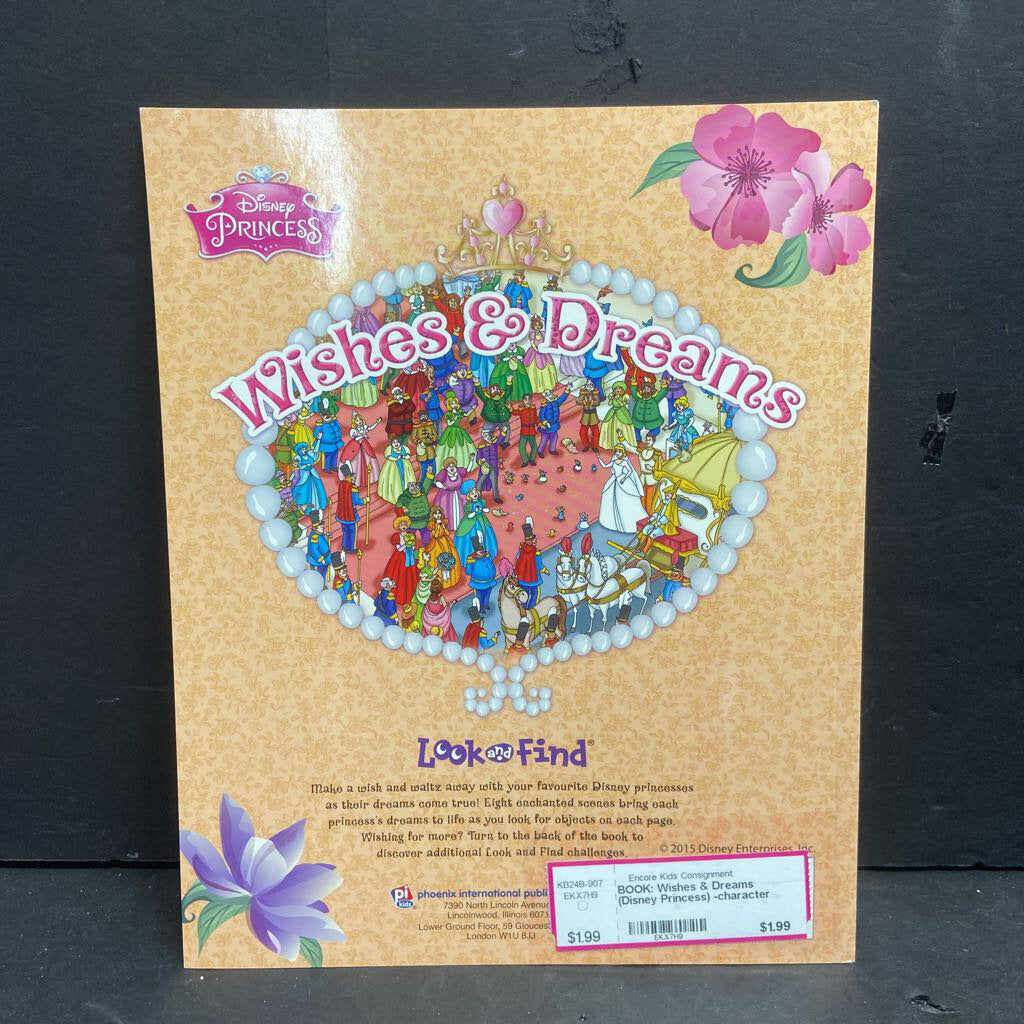 Disney
PRINCESS
Wishes & Dreams
Look and Find®
Make a wish and waltz away with your favourite Disney princesses
as their dreams come true! Eight enchanted scenes bring each
princess's dreams to life as you look for objects on each page.
Wishing for more? Turn to the back of the book to
discover additional Look and Find challenges.
© 2015 Disney Enterprises, Inc.
pi
kids
phoenix international
7390 North Lincoln
Lincolnwood, Illinois
Lower Ground Floor, 59
London W1U 8JJ
KB24B-907
EKX7H9
$1.99
Encore Kids Consignment
BOOK: Wishes & Dreams
(Disney Princess) -character
EKX7H9
$1.99